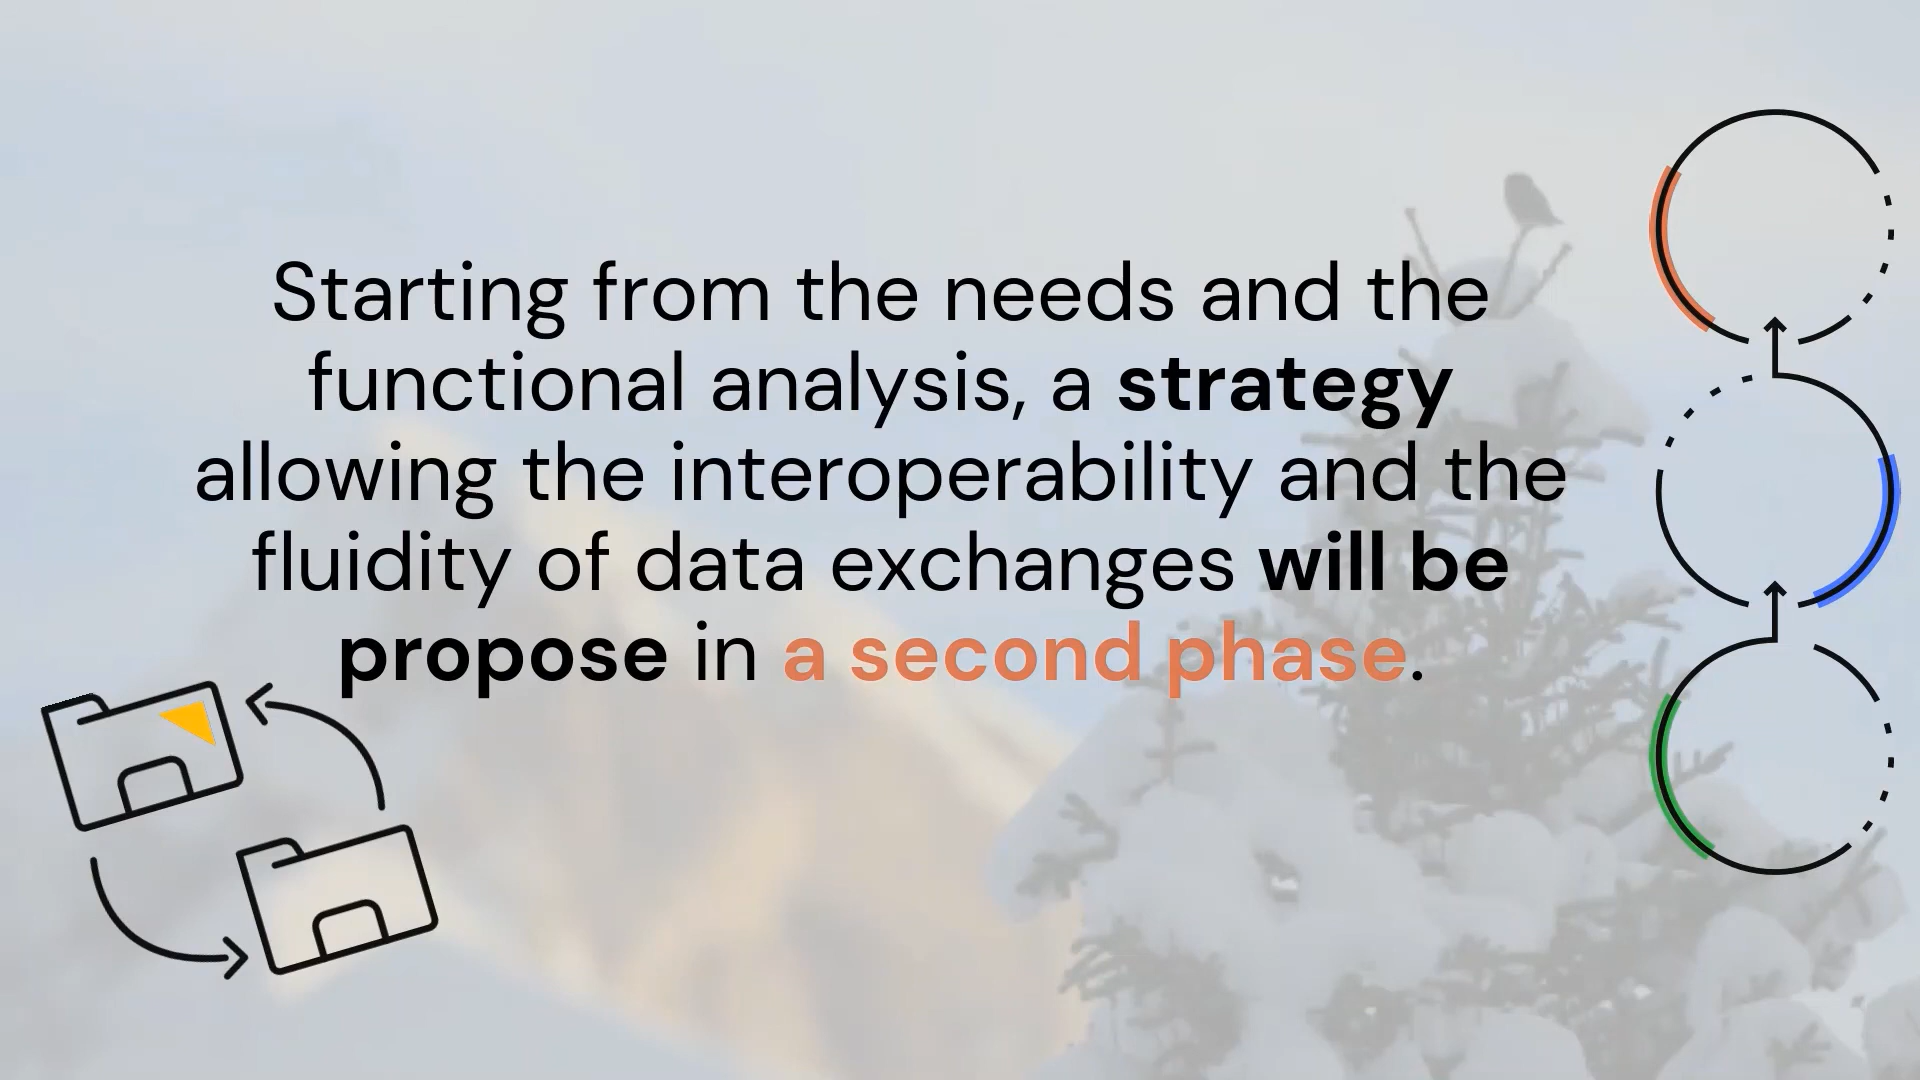 Starting from the needs and the
functional analysis, a strategy
allowing the interoperability and the
fluidity of data exchanges will be
propose in a second phase.